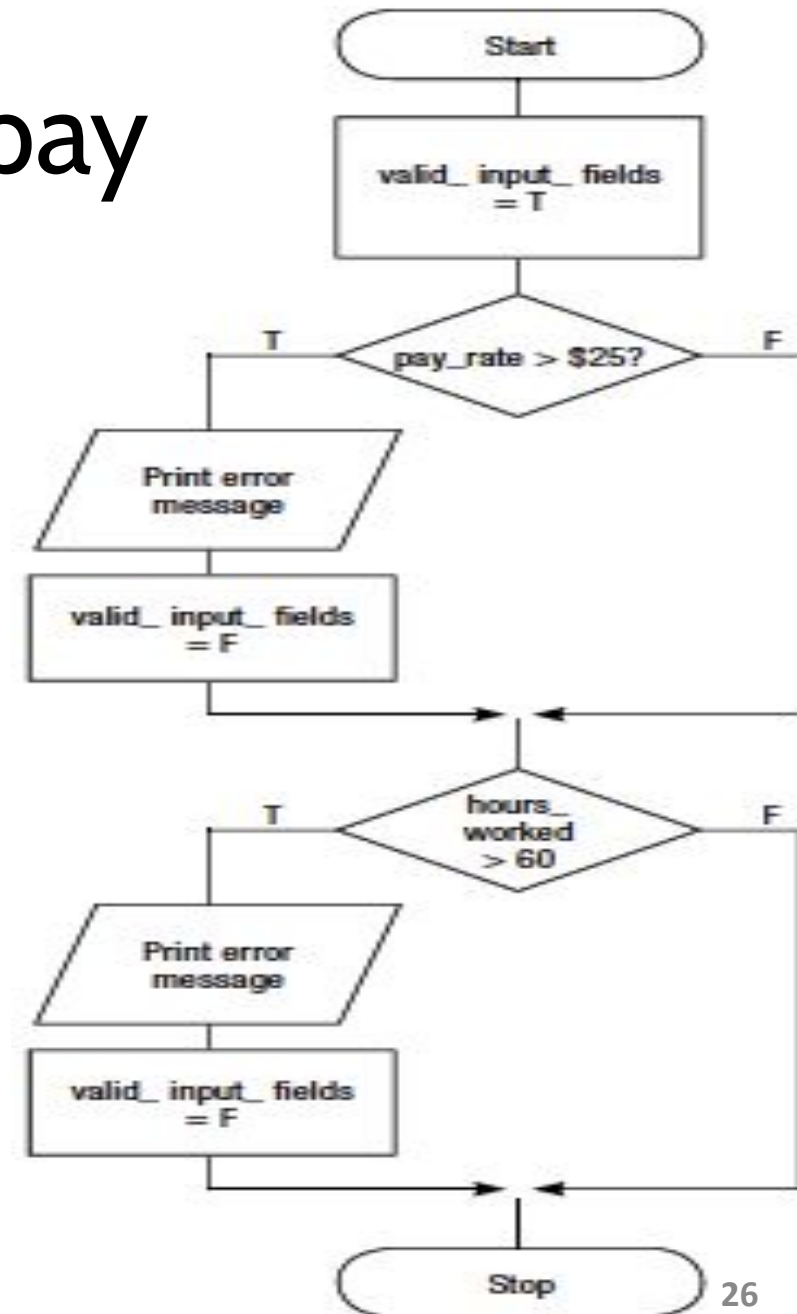 pay
Start
valid_ input_ fields
= T
T
pay_rate > $25?
F
Print error
message
valid_ input_ fields
= F
T
hours_
worked
> 60
F
Print error
message
valid_ input_ fields
= F
Stop
26